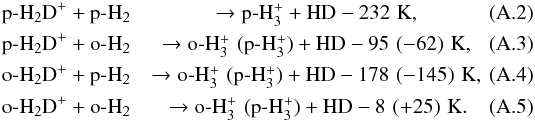 p-H₂D⁺ + p-H₂ → p-H₃⁺ + HD − 232 K, (A.2)
p-H₂D⁺ + o-H₂ → o-H₃⁺ (p-H₃⁺) + HD − 95 (−62) K, (A.3)
o-H₂D⁺ + p-H₂ → o-H₃⁺ (p-H₃⁺) + HD − 178 (−145) K, (A.4)
o-H₂D⁺ + o-H₂ → o-H₃⁺ (p-H₃⁺) + HD − 8 (+25) K. (A.5)